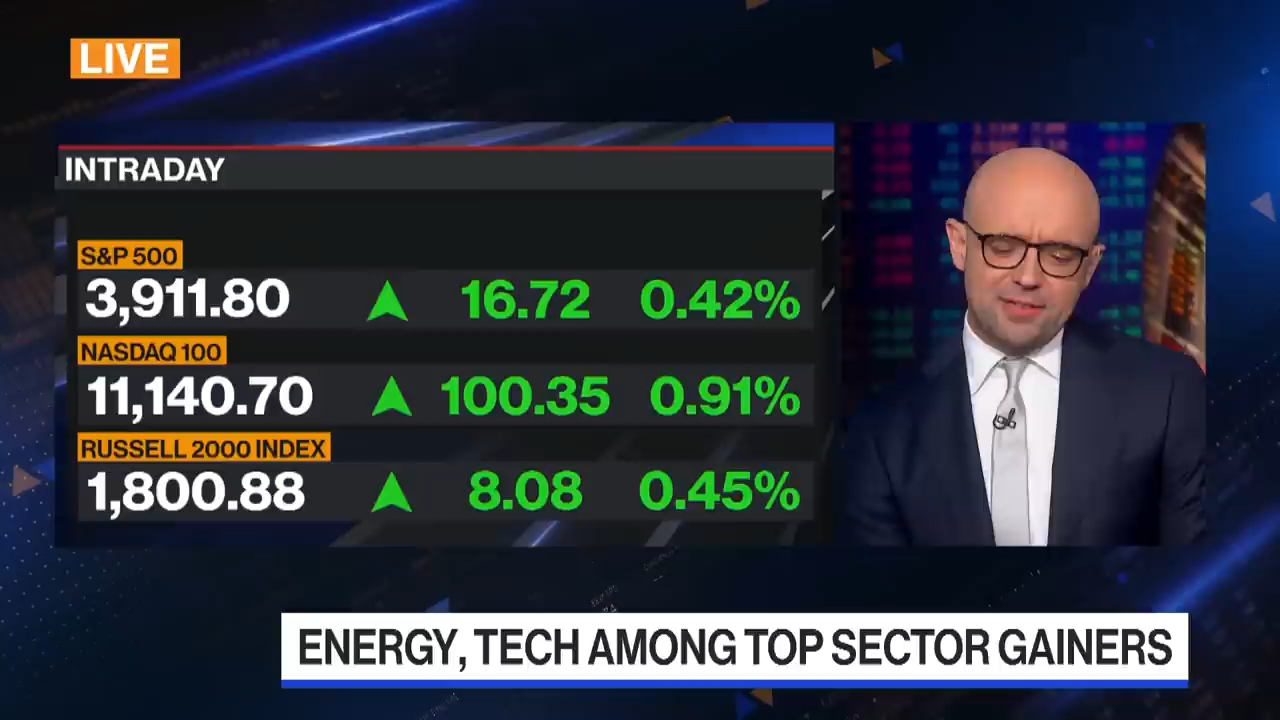 LIVE
INTRADAY
S&P 500
3,911.80 ▲ 16.72 0.42%
NASDAQ 100
11,140.70 ▲ 100.35 0.91%
RUSSELL 2000 INDEX
1,800.88 ▲ 8.08 0.45%
ENERGY, TECH AMONG TOP SECTOR GAINERS